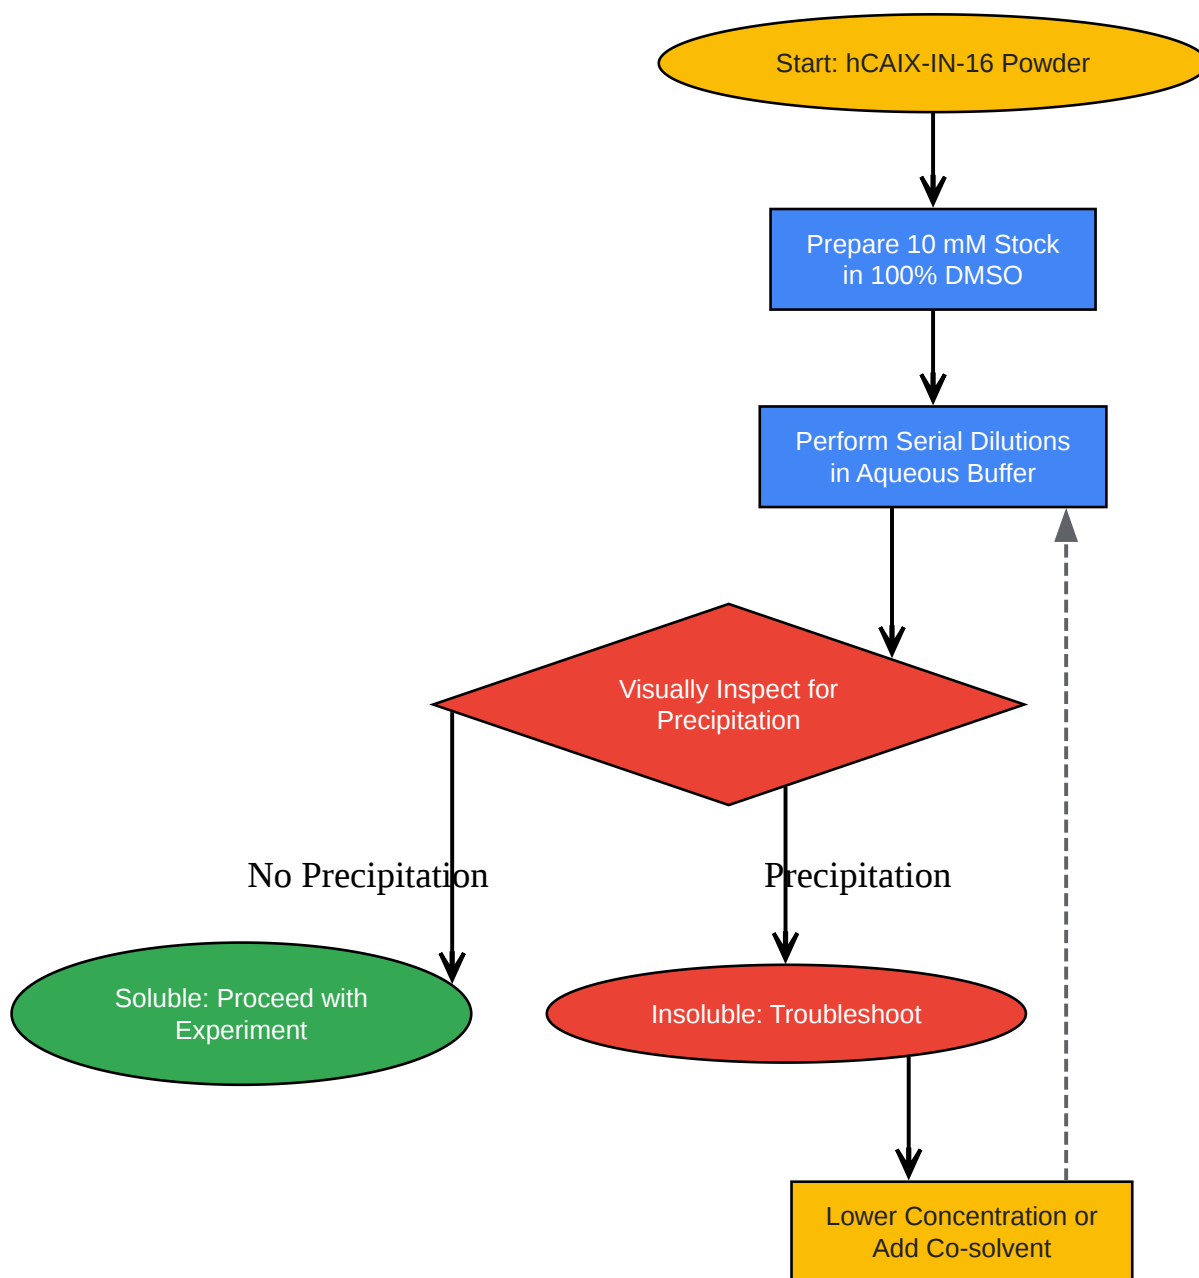 Start: hCAIX-IN-16 Powder
Prepare 10 mM Stock
in 100% DMSO
Perform Serial Dilutions
in Aqueous Buffer
Visually Inspect for
Precipitation
No Precipitation
Precipitation
Soluble: Proceed with
Experiment
Insoluble: Troubleshoot
Lower Concentration or
Add Co-solvent